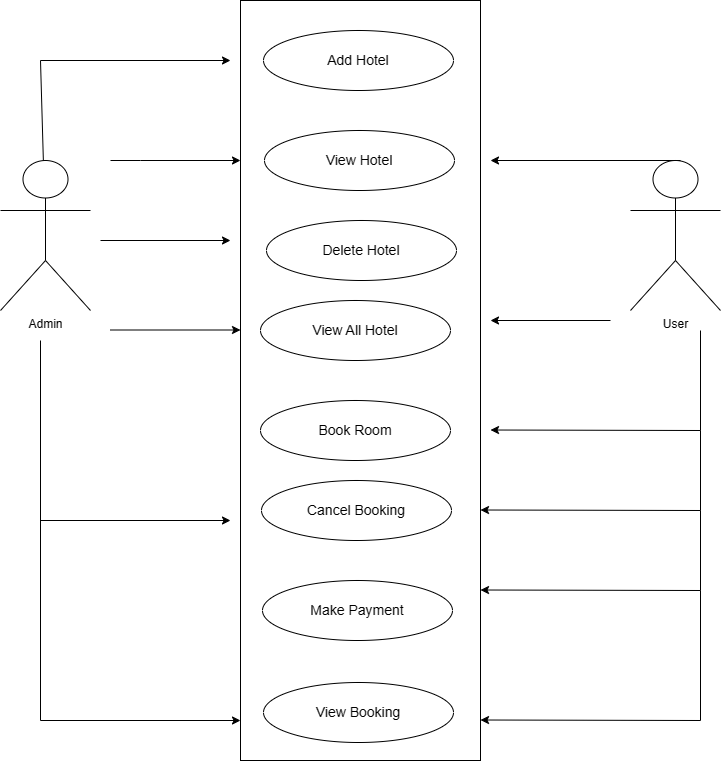 Add Hotel
View Hotel
Delete Hotel
Admin
User
View All Hotel
Book Room
Cancel Booking
Make Payment
View Booking